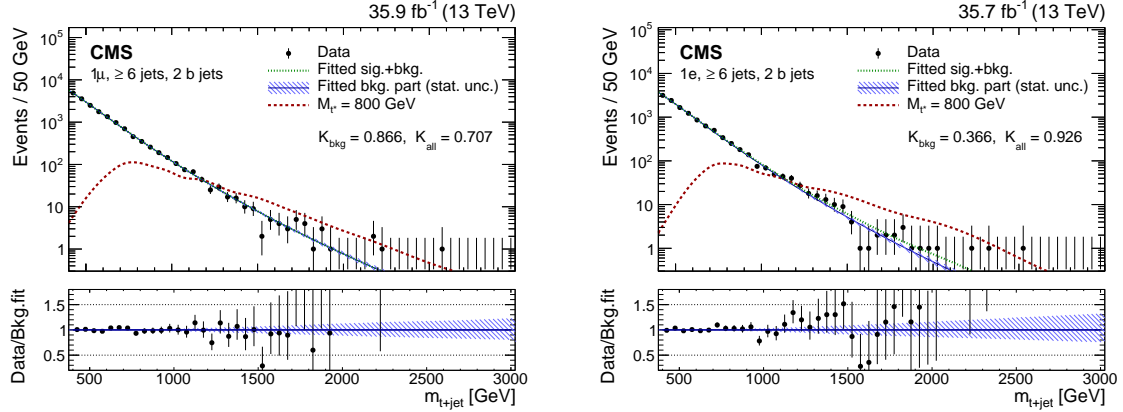 35.9 fb⁻¹ (13 TeV)
Events / 50 GeV
10⁵
10⁴
10³
10²
10
1
CMS
1μ, ≥ 6 jets, 2 b jets
Data
Fitted sig.+bkg.
Fitted bkg. part (stat. unc.)
M_t* = 800 GeV
K_bkg = 0.866, K_all = 0.707
Data/Bkg.fit
1.5
1.0
0.5
500 1000 1500 2000 2500 3000
m_t+jet [GeV]
35.7 fb⁻¹ (13 TeV)
Events / 50 GeV
10⁵
10⁴
10³
10²
10
1
CMS
1e, ≥ 6 jets, 2 b jets
Data
Fitted sig.+bkg.
Fitted bkg. part (stat. unc.)
M_t* = 800 GeV
K_bkg = 0.366, K_all = 0.926
Data/Bkg.fit
1.5
1.0
0.5
500 1000 1500 2000 2500 3000
m_t+jet [GeV]